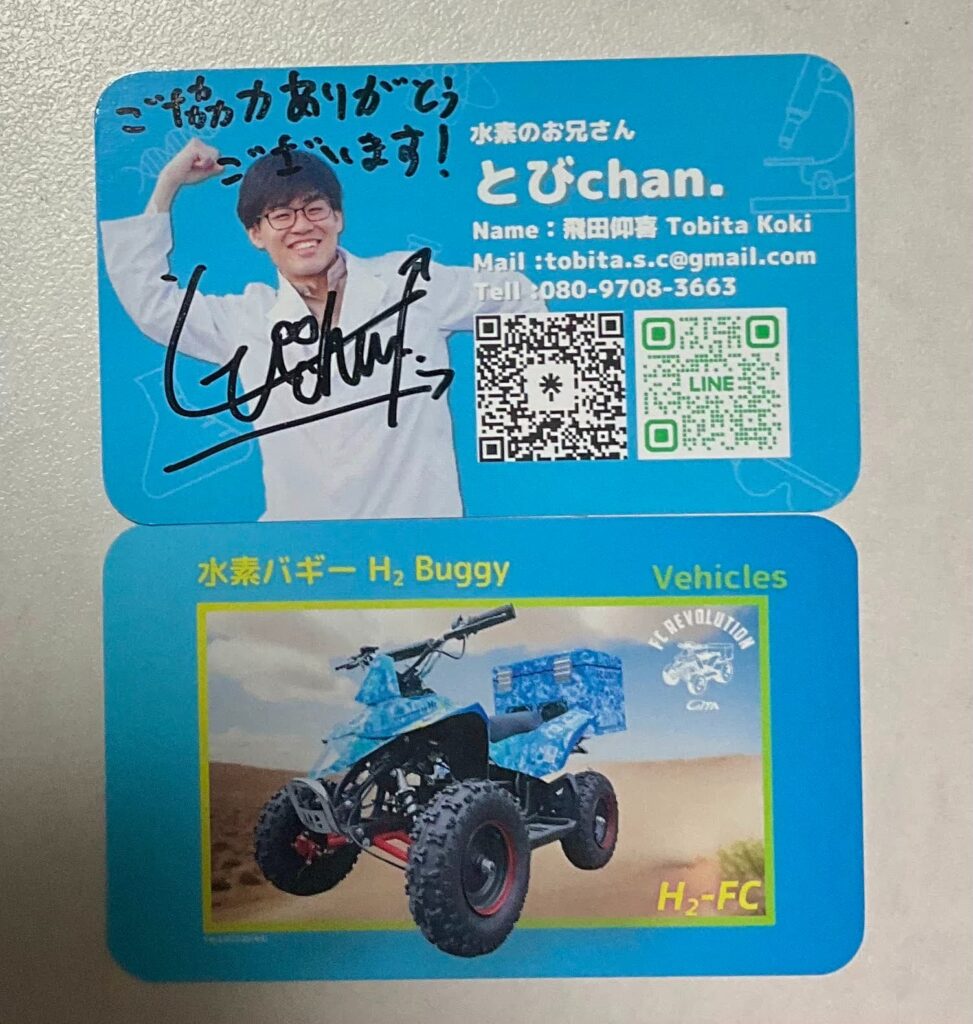 ご協力ありがとう
ございます!
水素のお兄さん
とびchan.
Name：飛田仰喜 Tobita Koki
Mail :tobita.s.c@gmail.com
Tell :080-9708-3663
LINE
水素バギー H₂ Buggy
Vehicles
FC REVOLUTION
H₂-FC